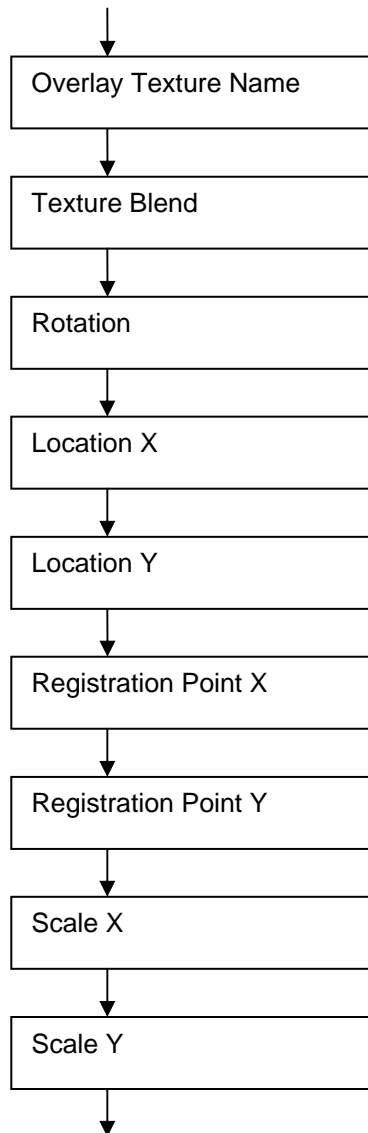 Overlay Texture Name
Texture Blend
Rotation
Location X
Location Y
Registration Point X
Registration Point Y
Scale X
Scale Y